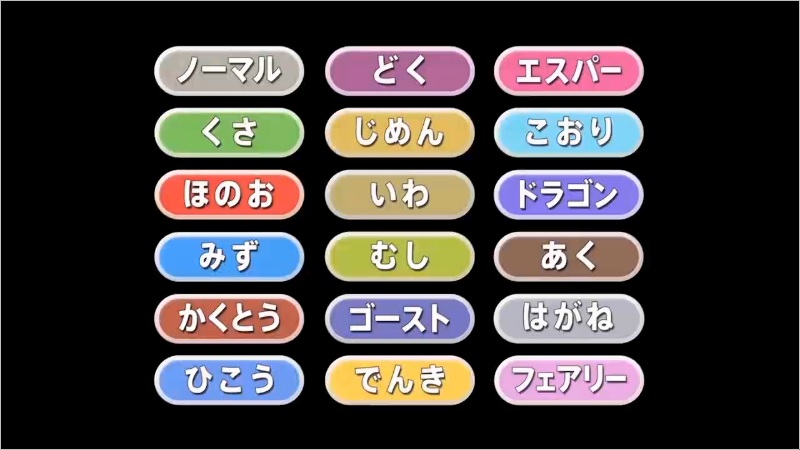 ノーマル
どく
エスパー
くさ
じめん
こおり
ほのお
いわ
ドラゴン
みず
むし
あく
かくとう
ゴースト
はがね
ひこう
でんき
フェアリー